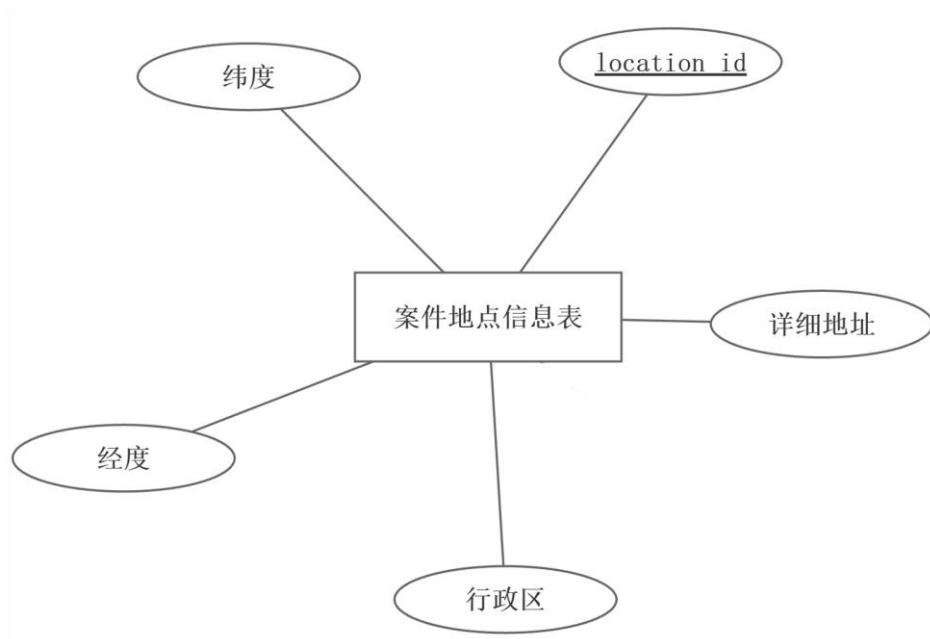 纬度
location id
案件地点信息表
详细地址
经度
行政区